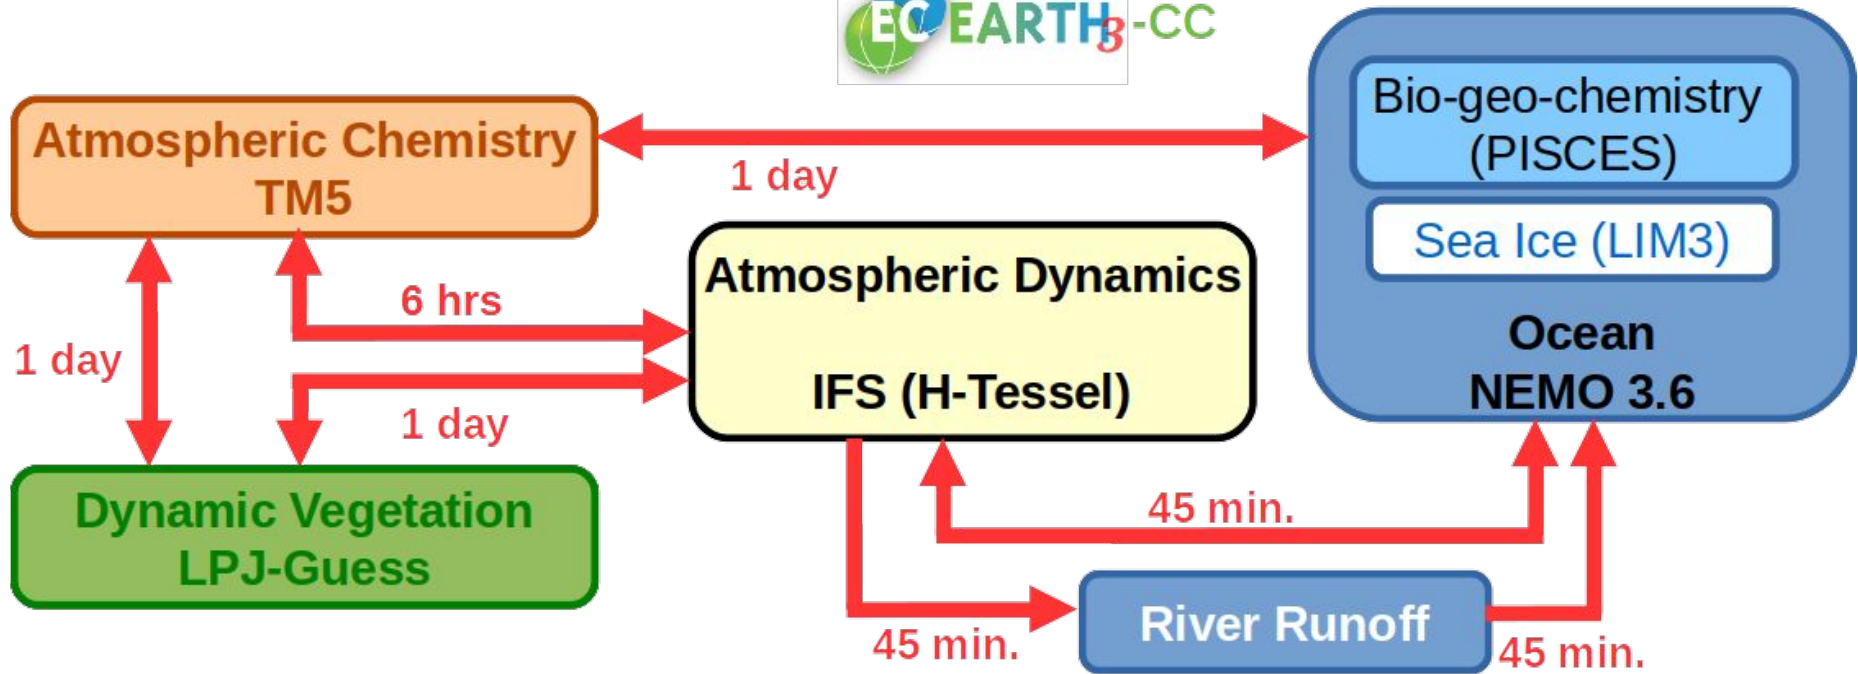 EC EARTH3-CC
Atmospheric Chemistry
TM5
1 day
Bio-geo-chemistry
(PISCES)
Sea Ice (LIM3)
Ocean
NEMO 3.6
6 hrs
1 day
1 day
Atmospheric Dynamics
IFS (H-Tessel)
Dynamic Vegetation
LPJ-Guess
45 min.
45 min.
River Runoff
45 min.